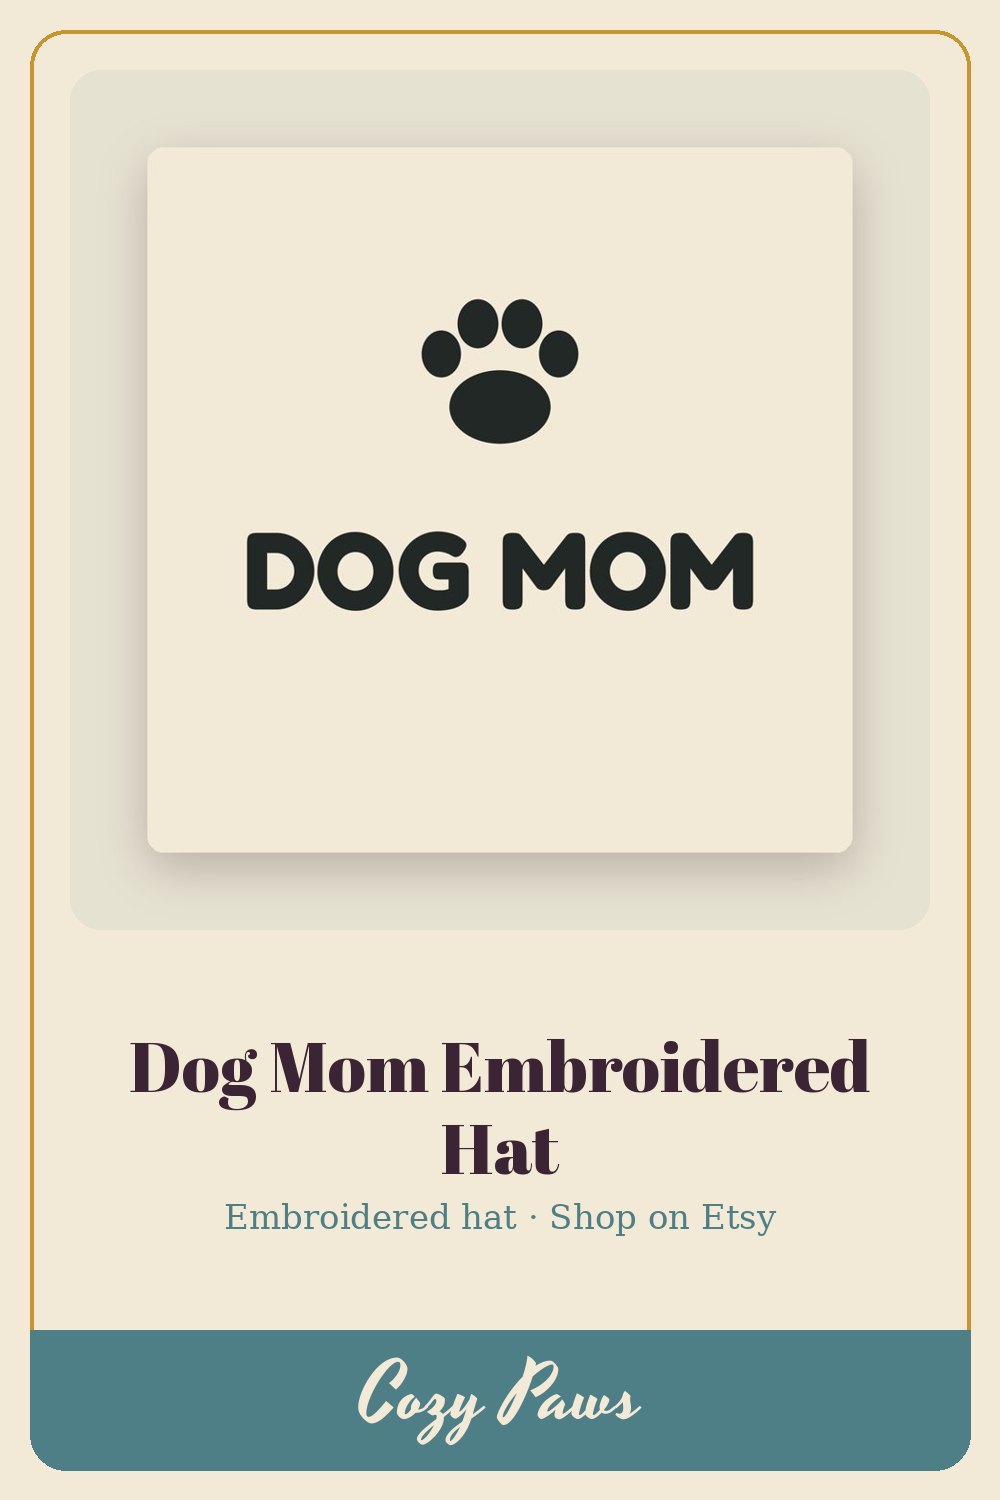 DOG MOM
Dog Mom Embroidered
Hat
Embroidered hat · Shop on Etsy
Cozy Paws